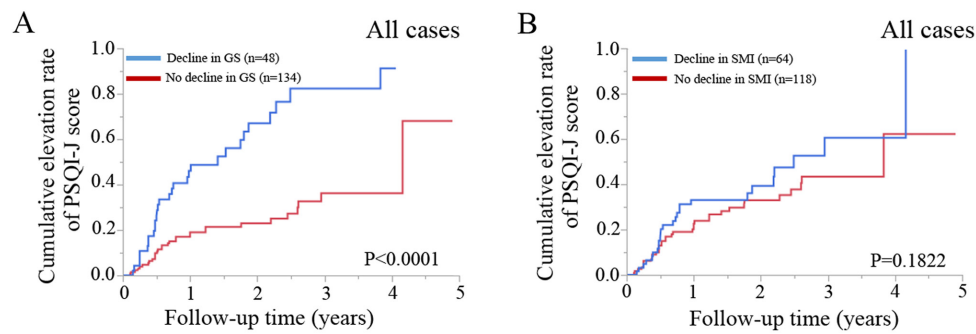 A
All cases
Cumulative elevation rate
of PSQI-J score
1.0
0.8
0.6
0.4
0.2
0.0
Decline in GS (n=48)
No decline in GS (n=134)
P<0.0001
0 1 2 3 4 5
Follow-up time (years)
B
All cases
Cumulative elevation rate
of PSQI-J score
1.0
0.8
0.6
0.4
0.2
0.0
Decline in SMI (n=64)
No decline in SMI (n=118)
P=0.1822
0 1 2 3 4 5
Follow-up time (years)